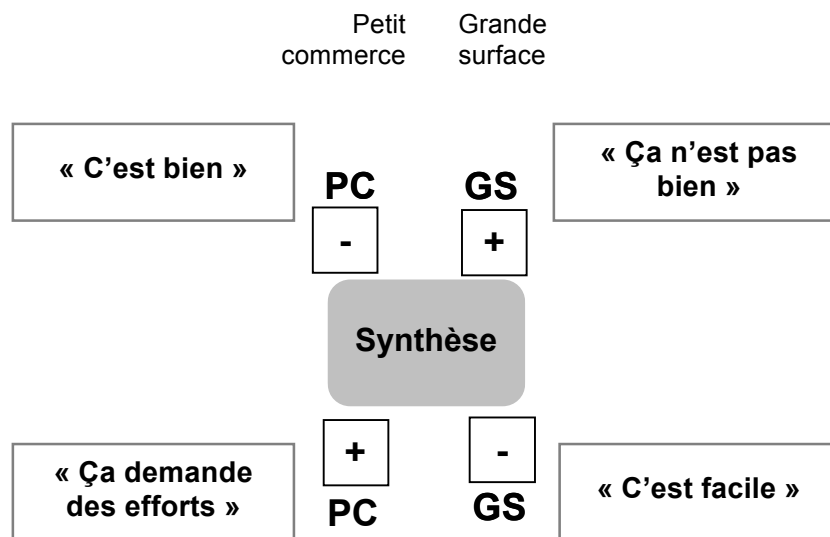 Petit
commerce
Grande
surface
« C'est bien »
« Ça n'est pas
bien »
PC
GS
-
+
Synthèse
+
-
« Ça demande
des efforts »
PC
GS
« C'est facile »